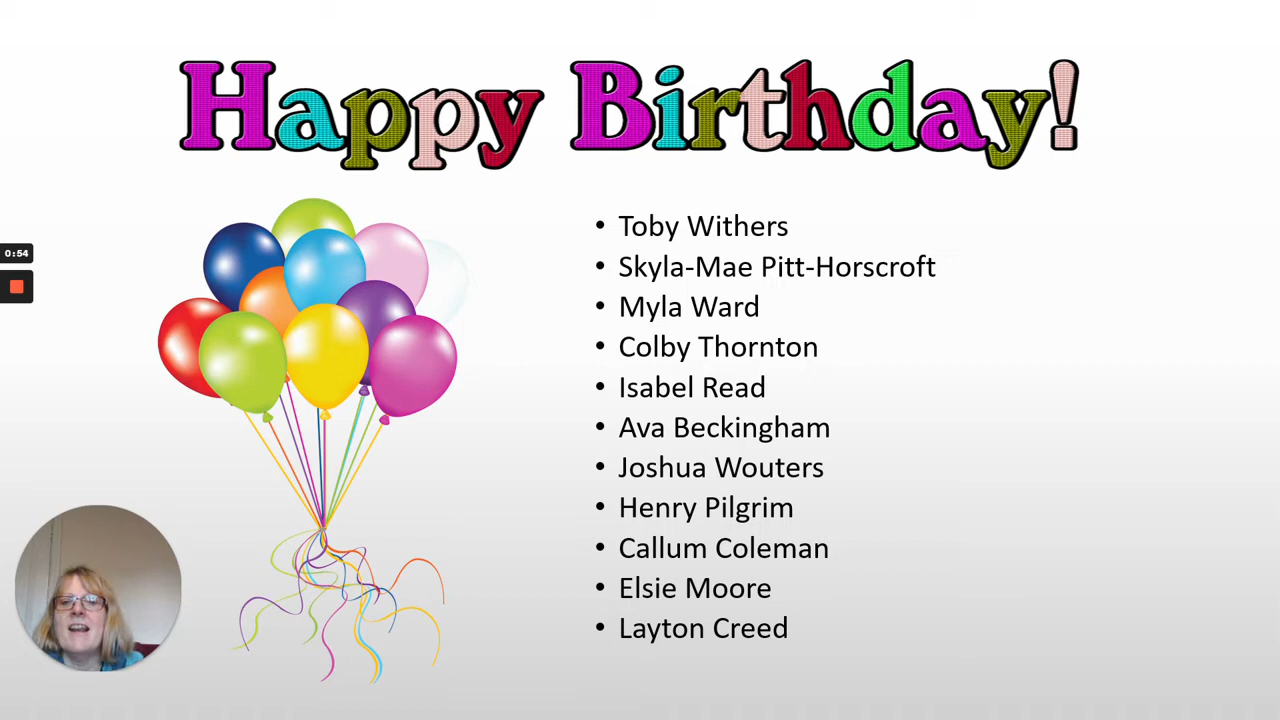 Happy Birthday!
• Toby Withers
• Skyla-Mae Pitt-Horscroft
• Myla Ward
• Colby Thornton
• Isabel Read
• Ava Beckingham
• Joshua Wouters
• Henry Pilgrim
• Callum Coleman
• Elsie Moore
• Layton Creed
0:54